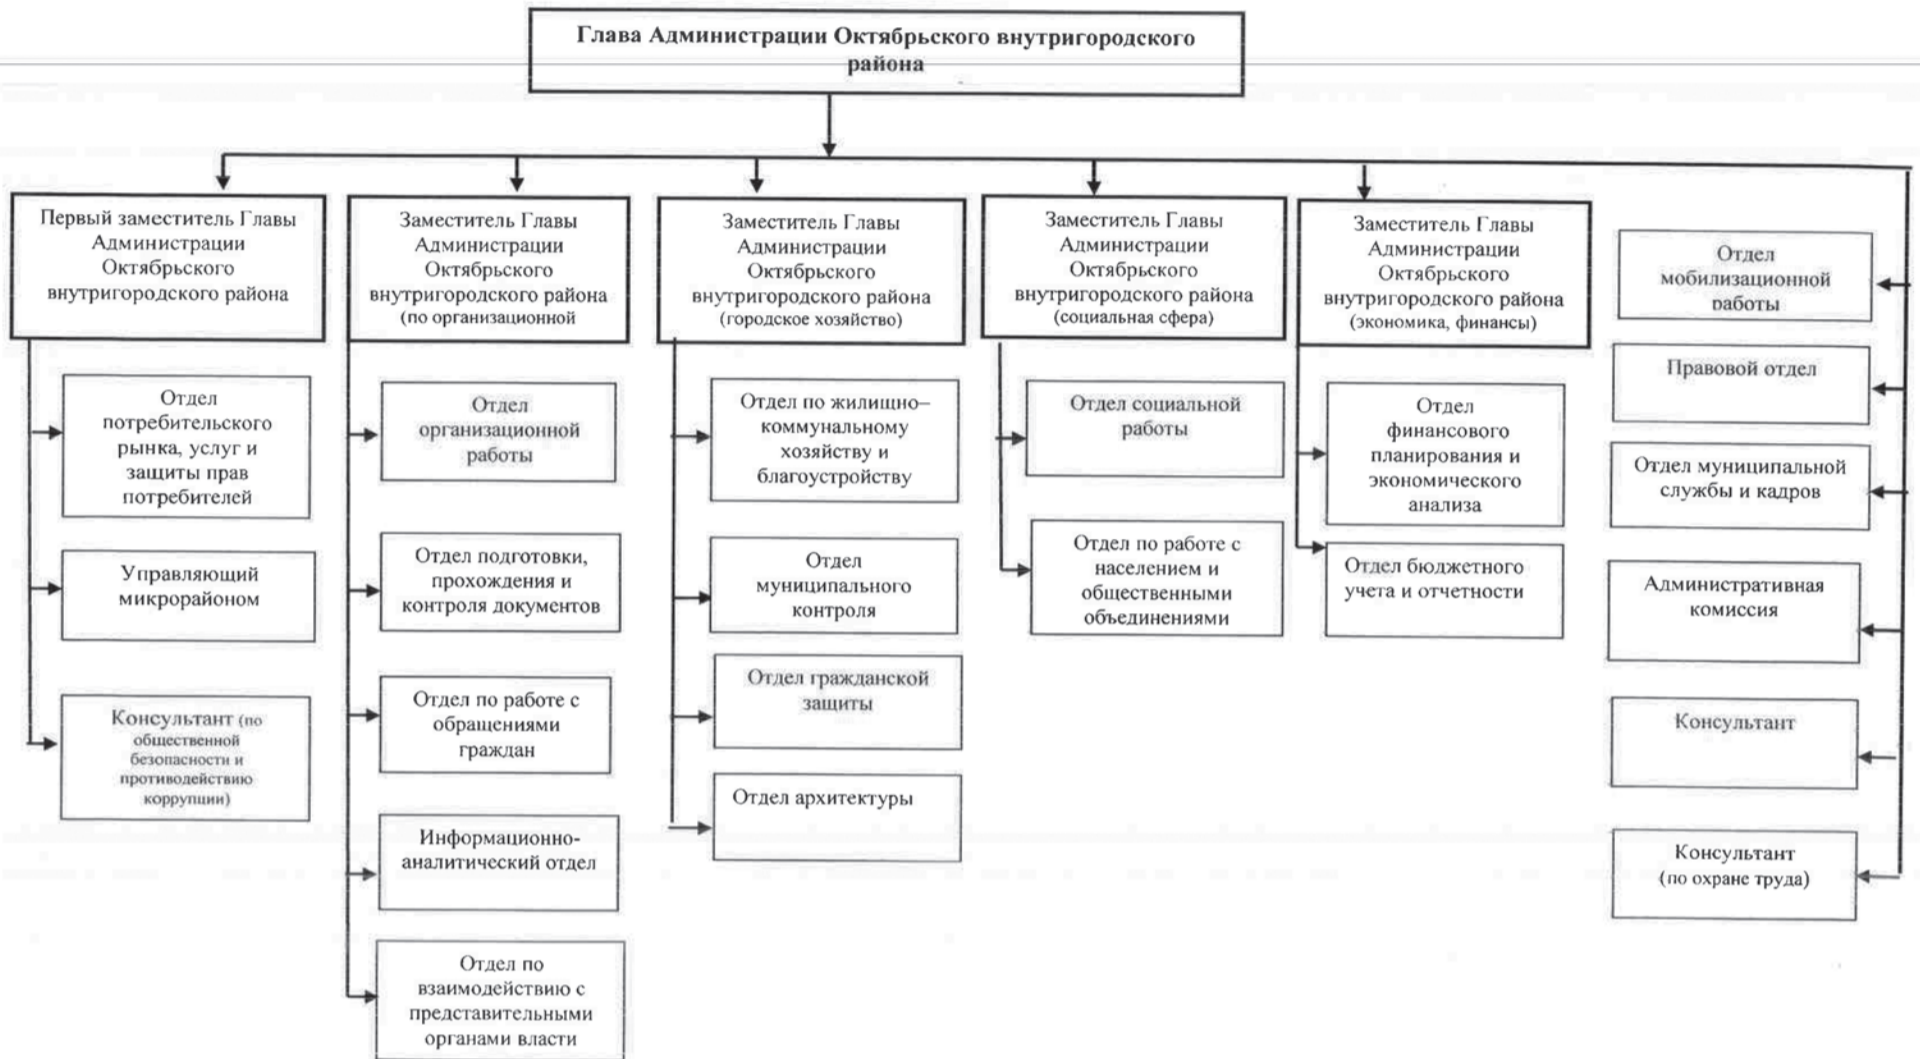 Глава Администрации Октябрьского внутригородского
района
Первый заместитель Главы
Администрации
Октябрьского
внутригородского района
Отдел
потребительского
рынка, услуг и
защиты прав
потребителей
Управляющий
микрорайоном
Консультант (по
общественной
безопасности и
противодействию
коррупции)
Заместитель Главы
Администрации
Октябрьского
внутригородского района
(по организационной
Отдел
организационной
работы
Отдел подготовки,
прохождения и
контроля документов
Отдел по работе с
обращениями
граждан
Информационно-
аналитический отдел
Отдел по
взаимодействию с
представительными
органами власти
Заместитель Главы
Администрации
Октябрьского
внутригородского района
(городское хозяйство)
Отдел по жилищно–
коммунальному
хозяйству и
благоустройству
Отдел
муниципального
контроля
Отдел гражданской
защиты
Отдел архитектуры
Заместитель Главы
Администрации
Октябрьского
внутригородского района
(социальная сфера)
Отдел социальной
работы
Отдел по работе с
населением и
общественными
объединениями
Заместитель Главы
Администрации
Октябрьского
внутригородского района
(экономика, финансы)
Отдел
финансового
планирования и
экономического
анализа
Отдел бюджетного
учета и отчетности
Отдел
мобилизационной
работы
Правовой отдел
Отдел муниципальной
службы и кадров
Административная
комиссия
Консультант
Консультант
(по охране труда)